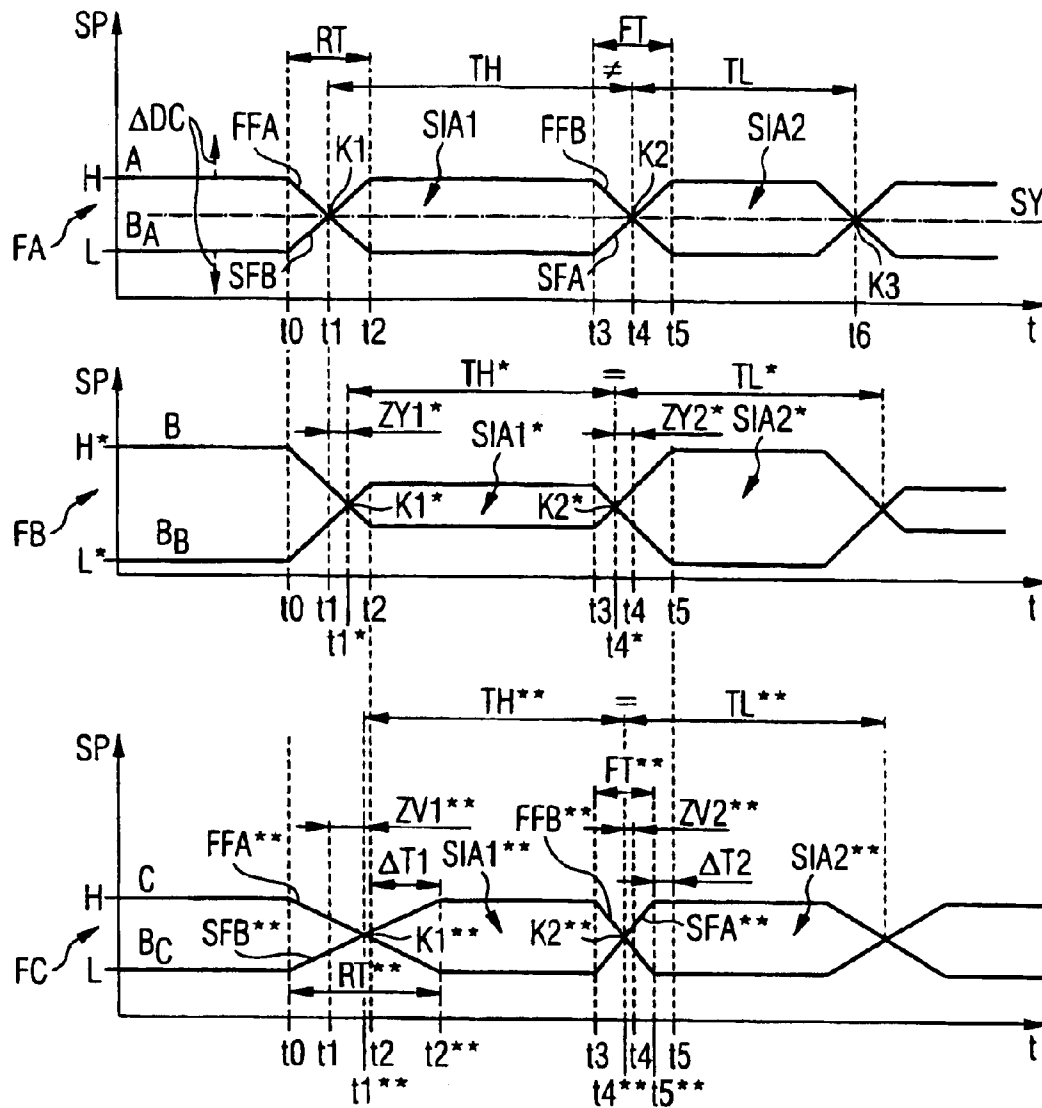 SP
RT
FT
TH
≠
TL
ΔDC
FFA
K1
SIA1
FFB
K2
SIA2
H
A
SY
FA
BA
L
SFB
SFA
K3
t0 t1 t2 t3 t4 t5 t6 t
SP
TH*
=
TL*
ZY1*
ZY2*
H*
B
SIA1*
SIA2*
K1*
K2*
FB
BB
L*
t0 t1 t2 t3 t4 t5 t
t1* t4*
TH**
=
TL**
SP
FT**
ZV1**
FFB**
ZV2**
FFA**
ΔT1
SIA1**
ΔT2
SIA2**
H
C
SFB**
K1**
K2**
SFA**
FC
BC
L
RT**
t0 t1 t2 t2** t3 t4 t5 t
t1** t4** t5**